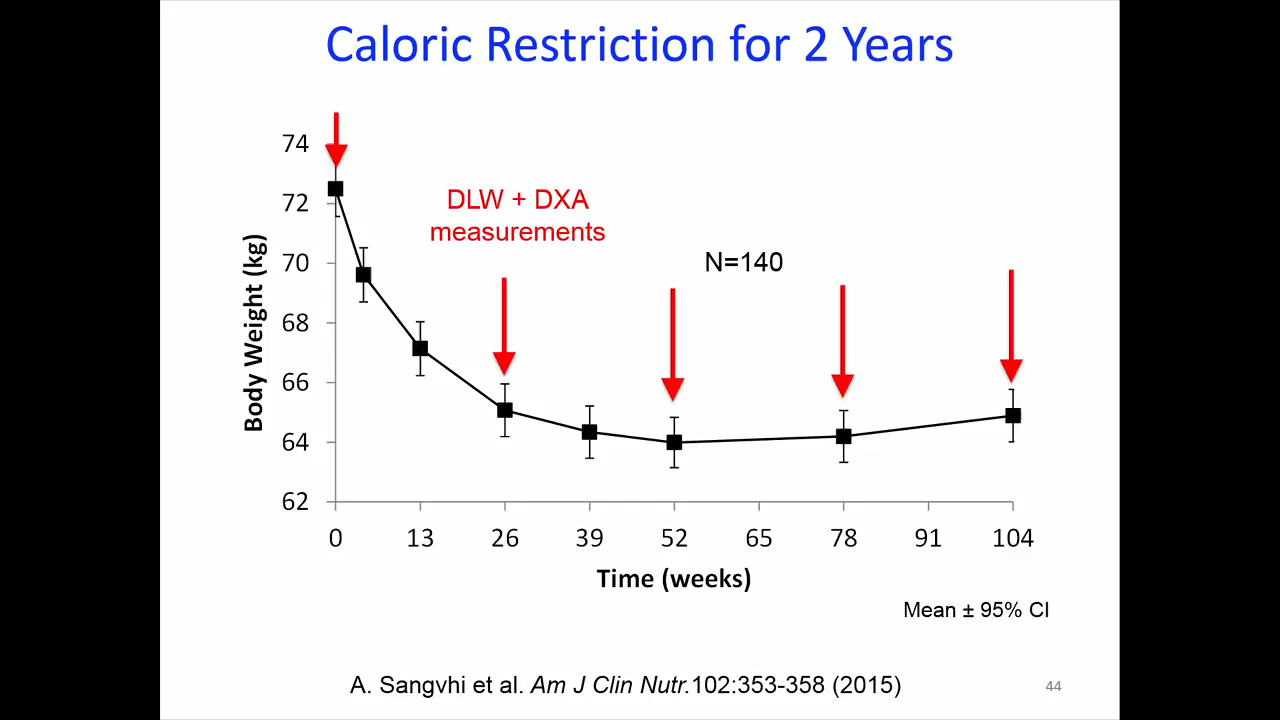 Caloric Restriction for 2 Years
74
72
70
68
66
64
62
Body Weight (kg)
DLW + DXA
measurements
N=140
0 13 26 39 52 65 78 91 104
Time (weeks)
Mean ± 95% CI
A. Sangvhi et al. Am J Clin Nutr.102:353-358 (2015)
44